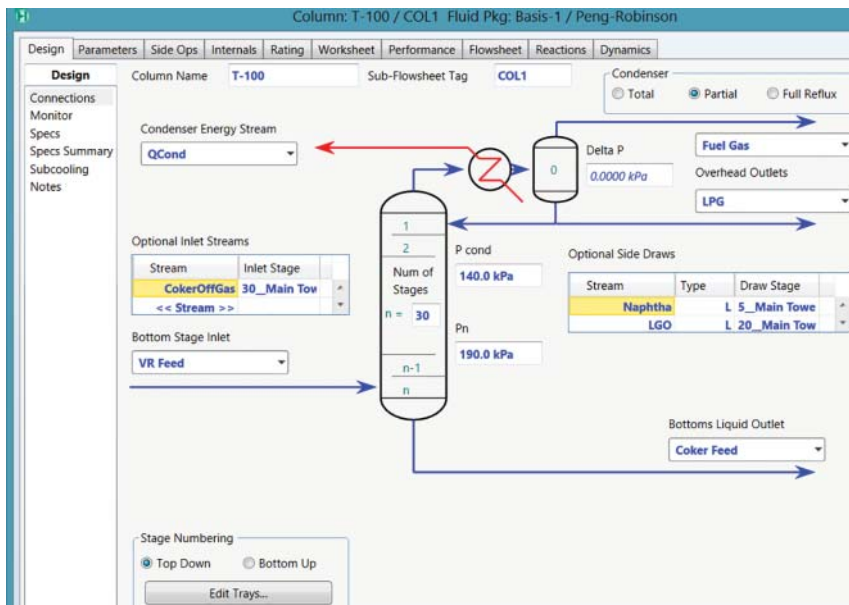 Column: T-100 / COL1 Fluid Pkg: Basis-1 / Peng-Robinson
Design Parameters Side Ops Internals Rating Worksheet Performance Flowsheet Reactions Dynamics
Design
Connections
Monitor
Specs
Specs Summary
Subcooling
Notes
Column Name T-100 Sub-Flowsheet Tag COL1
Condenser
Total Partial Full Reflux
Condenser Energy Stream
QCond
Delta P
0.0000 kPa
0
Fuel Gas
Overhead Outlets
LPG
Optional Inlet Streams
Stream Inlet Stage
CokerOffGas 30__Main Tow
<< Stream >>
Bottom Stage Inlet
VR Feed
1
2
Num of
Stages
n = 30
n-1
n
P cond
140.0 kPa
Pn
190.0 kPa
Optional Side Draws
Stream Type Draw Stage
Naphtha L 5__Main Towe
LGO L 20__Main Tow
Bottoms Liquid Outlet
Coker Feed
Stage Numbering
Top Down Bottom Up
Edit Trays...